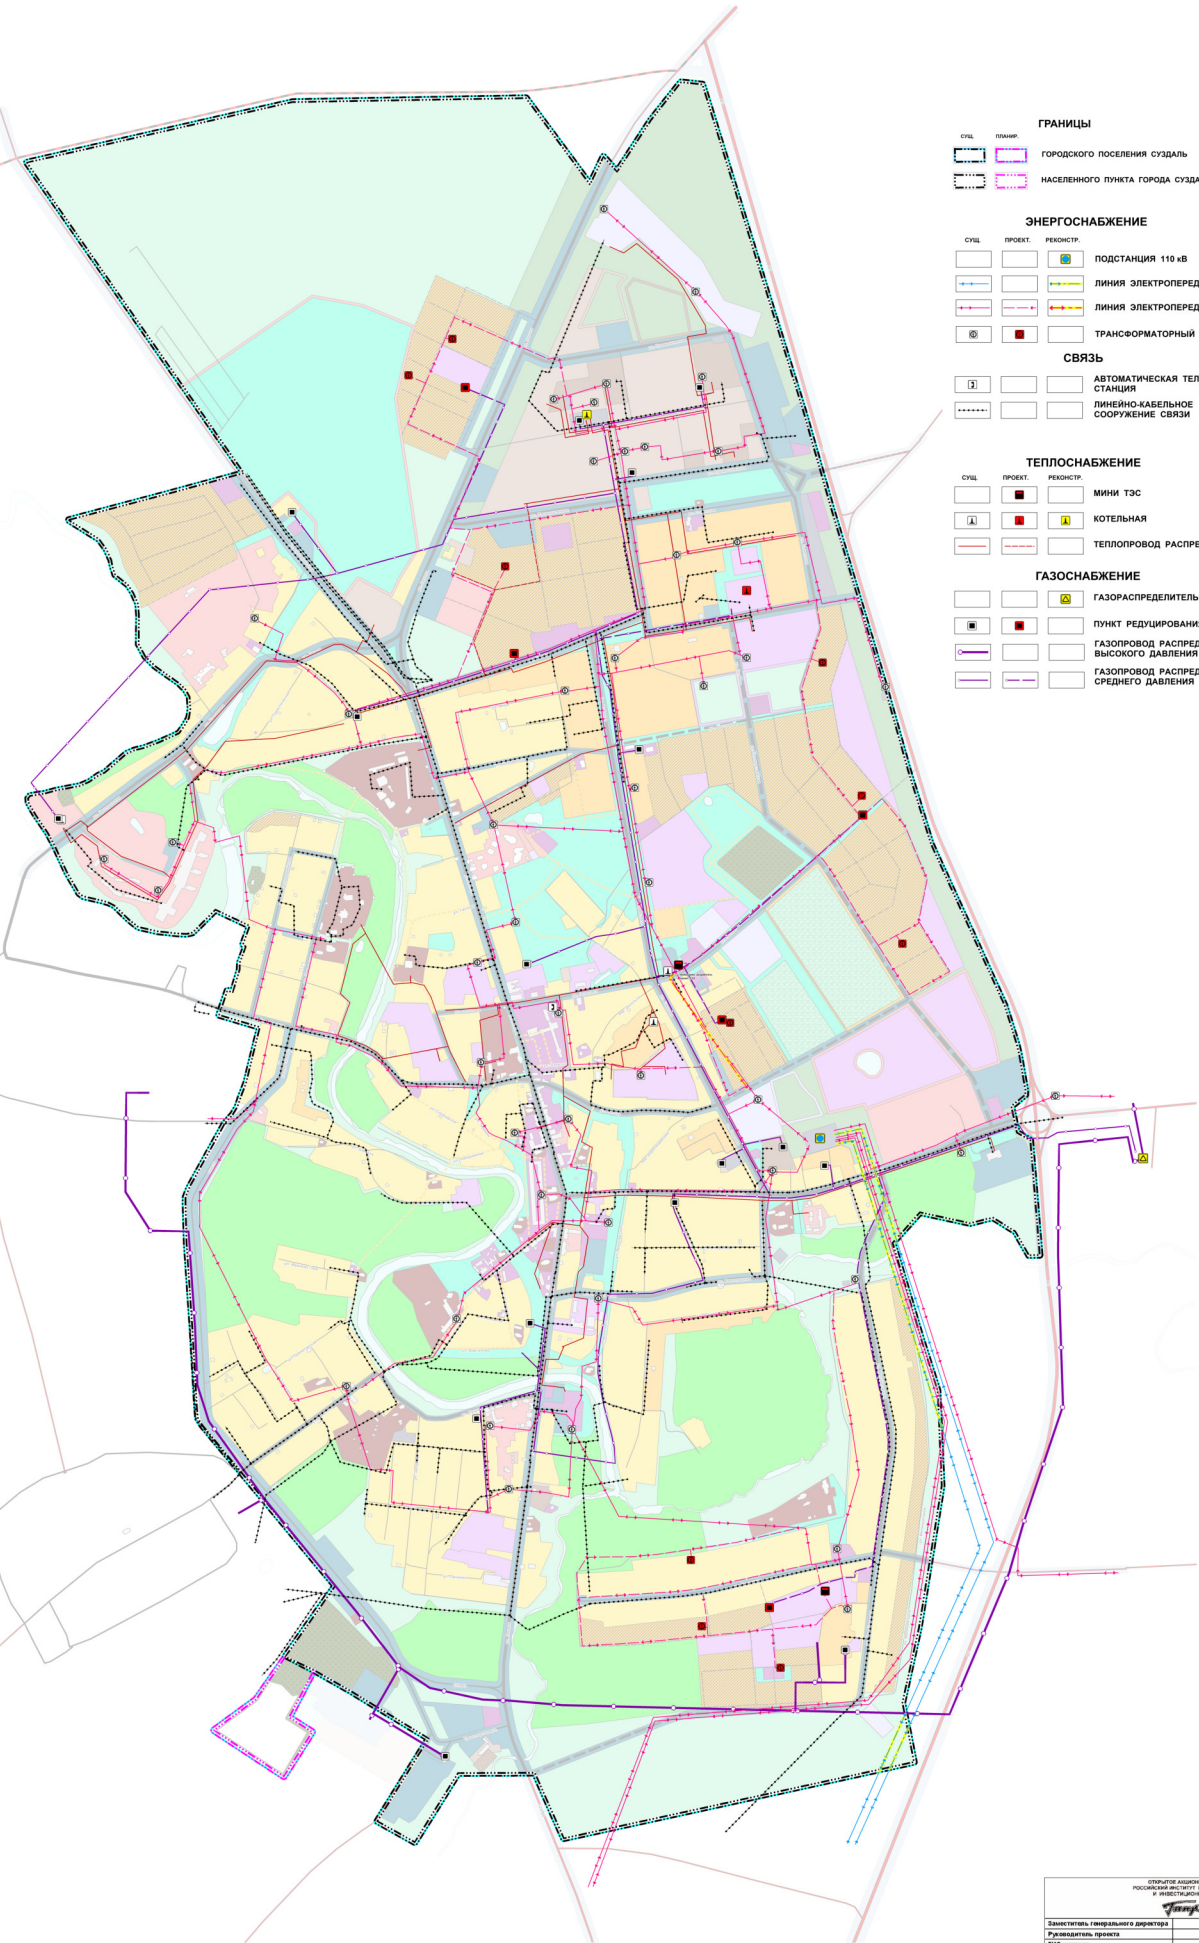 ГРАНИЦЫ
СУЩ. ПЛАНИР.
ГОРОДСКОГО ПОСЕЛЕНИЯ СУЗДАЛЬ
НАСЕЛЕННОГО ПУНКТА ГОРОДА СУЗДА
ЭНЕРГОСНАБЖЕНИЕ
СУЩ. ПРОЕКТ. РЕКОНСТР.
ПОДСТАНЦИЯ 110 кВ
ЛИНИЯ ЭЛЕКТРОПЕРЕД
ЛИНИЯ ЭЛЕКТРОПЕРЕД
ТРАНСФОРМАТОРНЫЙ
СВЯЗЬ
АВТОМАТИЧЕСКАЯ ТЕЛ
СТАНЦИЯ
ЛИНЕЙНО-КАБЕЛЬНОЕ
СООРУЖЕНИЕ СВЯЗИ
ТЕПЛОСНАБЖЕНИЕ
СУЩ. ПРОЕКТ. РЕКОНСТР.
МИНИ ТЭС
КОТЕЛЬНАЯ
ТЕПЛОПРОВОД РАСПРЕ
ГАЗОСНАБЖЕНИЕ
ГАЗОРАСПРЕДЕЛИТЕЛЬ
ПУНКТ РЕДУЦИРОВАНИ
ГАЗОПРОВОД РАСПРЕД
ВЫСОКОГО ДАВЛЕНИЯ
ГАЗОПРОВОД РАСПРЕД
СРЕДНЕГО ДАВЛЕНИЯ
ОТКРЫТОЕ АКЦИОН
РОССИЙСКИЙ ИНСТИТУТ
И ИНВЕСТИЦИОН
Заместитель генерального директора
Руководитель проекта